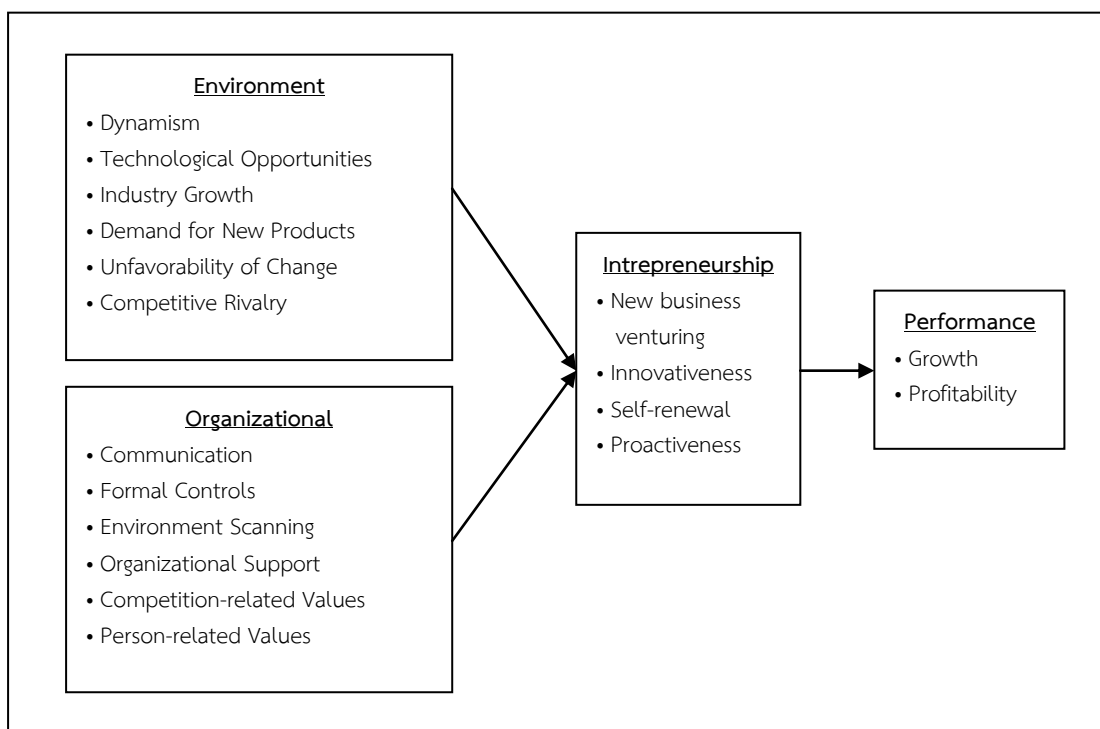 Environment
• Dynamism
• Technological Opportunities
• Industry Growth
• Demand for New Products
• Unfavorability of Change
• Competitive Rivalry
Organizational
• Communication
• Formal Controls
• Environment Scanning
• Organizational Support
• Competition-related Values
• Person-related Values
Intrepreneurship
• New business
venturing
• Innovativeness
• Self-renewal
• Proactiveness
Performance
• Growth
• Profitability